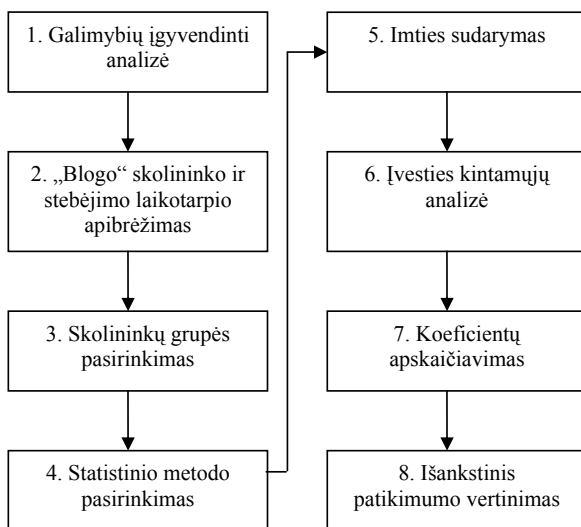 1. Galimybių įgyvendinti
analizė
2. „Blogo“ skolininko ir
stebėjimo laikotarpio
apibrėžimas
3. Skolininkų grupės
pasirinkimas
4. Statistinio metodo
pasirinkimas
5. Imties sudarymas
6. Įvesties kintamųjų
analizė
7. Koeficientų
apskaičiavimas
8. Išankstinis
patikimumo vertinimas